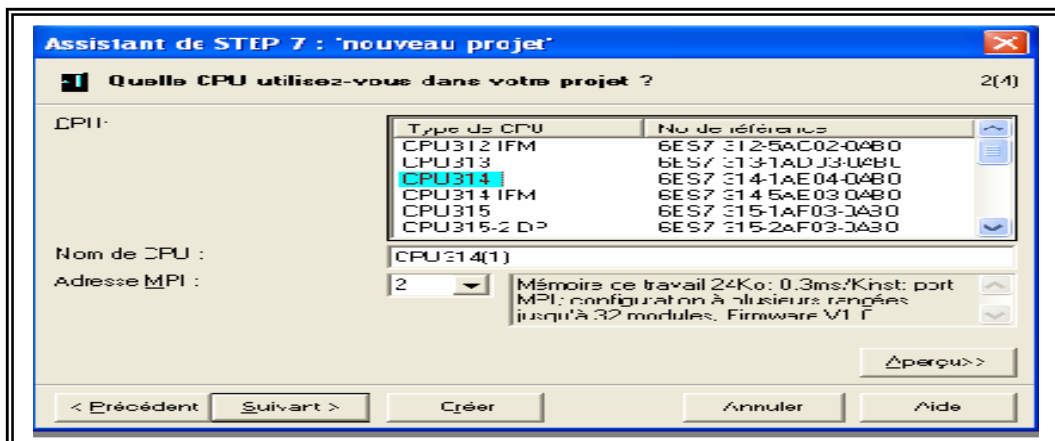 Assistant de STEP 7 : 'nouveau projet'
Quelle CPU utilisez-vous dans votre projet ? 2(4)
CPU:
Type de CPU No de référence
CPU312 IFM 6ES7 312-5AC02-0AB0
CPU313 6ES7 313-1AD03-0AB0
CPU314 6ES7 314-1AE04-0AB0
CPU314 IFM 6ES7 314-5AE03-0AB0
CPU315 6ES7 315-1AF03-0AB0
CPU315-2 DP 6ES7 315-2AF03-0AB0
Nom de CPU : CPU314(1)
Adresse MPI : 2
Mémoire de travail 24Ko; 0.3ms/Kinst; port
MPI; configuration à plusieurs rangées
jusqu'à 32 modules, Firmware
Aperçu>>
< Précédent Suivant > Créer Annuler Aide